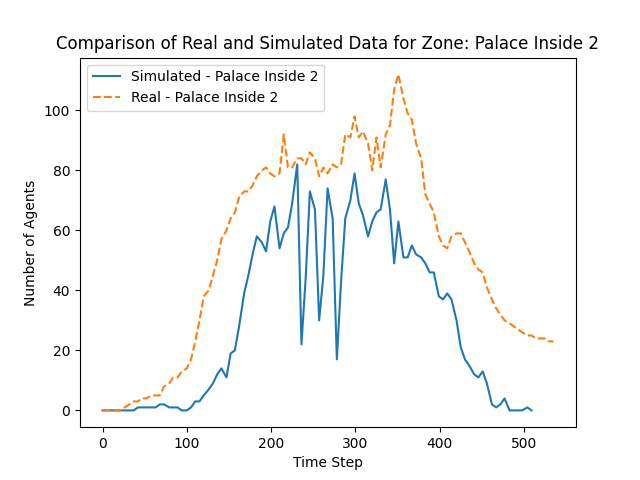 Comparison of Real and Simulated Data for Zone: Palace Inside 2
Simulated - Palace Inside 2
Real - Palace Inside 2
Number of Agents
100
80
60
40
20
0
0 100 200 300 400 500
Time Step